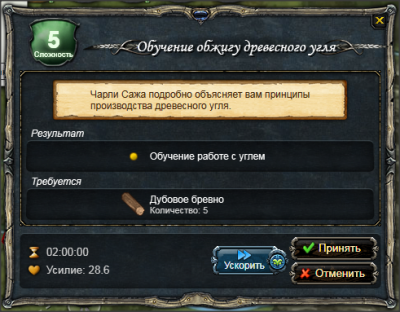 5
Сложность
Обучение обжигу древесного угля
Чарли Сажа подробно объясняет вам принципы
производства древесного угля.
Результат
Обучение работе с углем
Требуется
Дубовое бревно
Количество: 5
02:00:00
Усилие: 28.6
Ускорить
Принять
Отменить